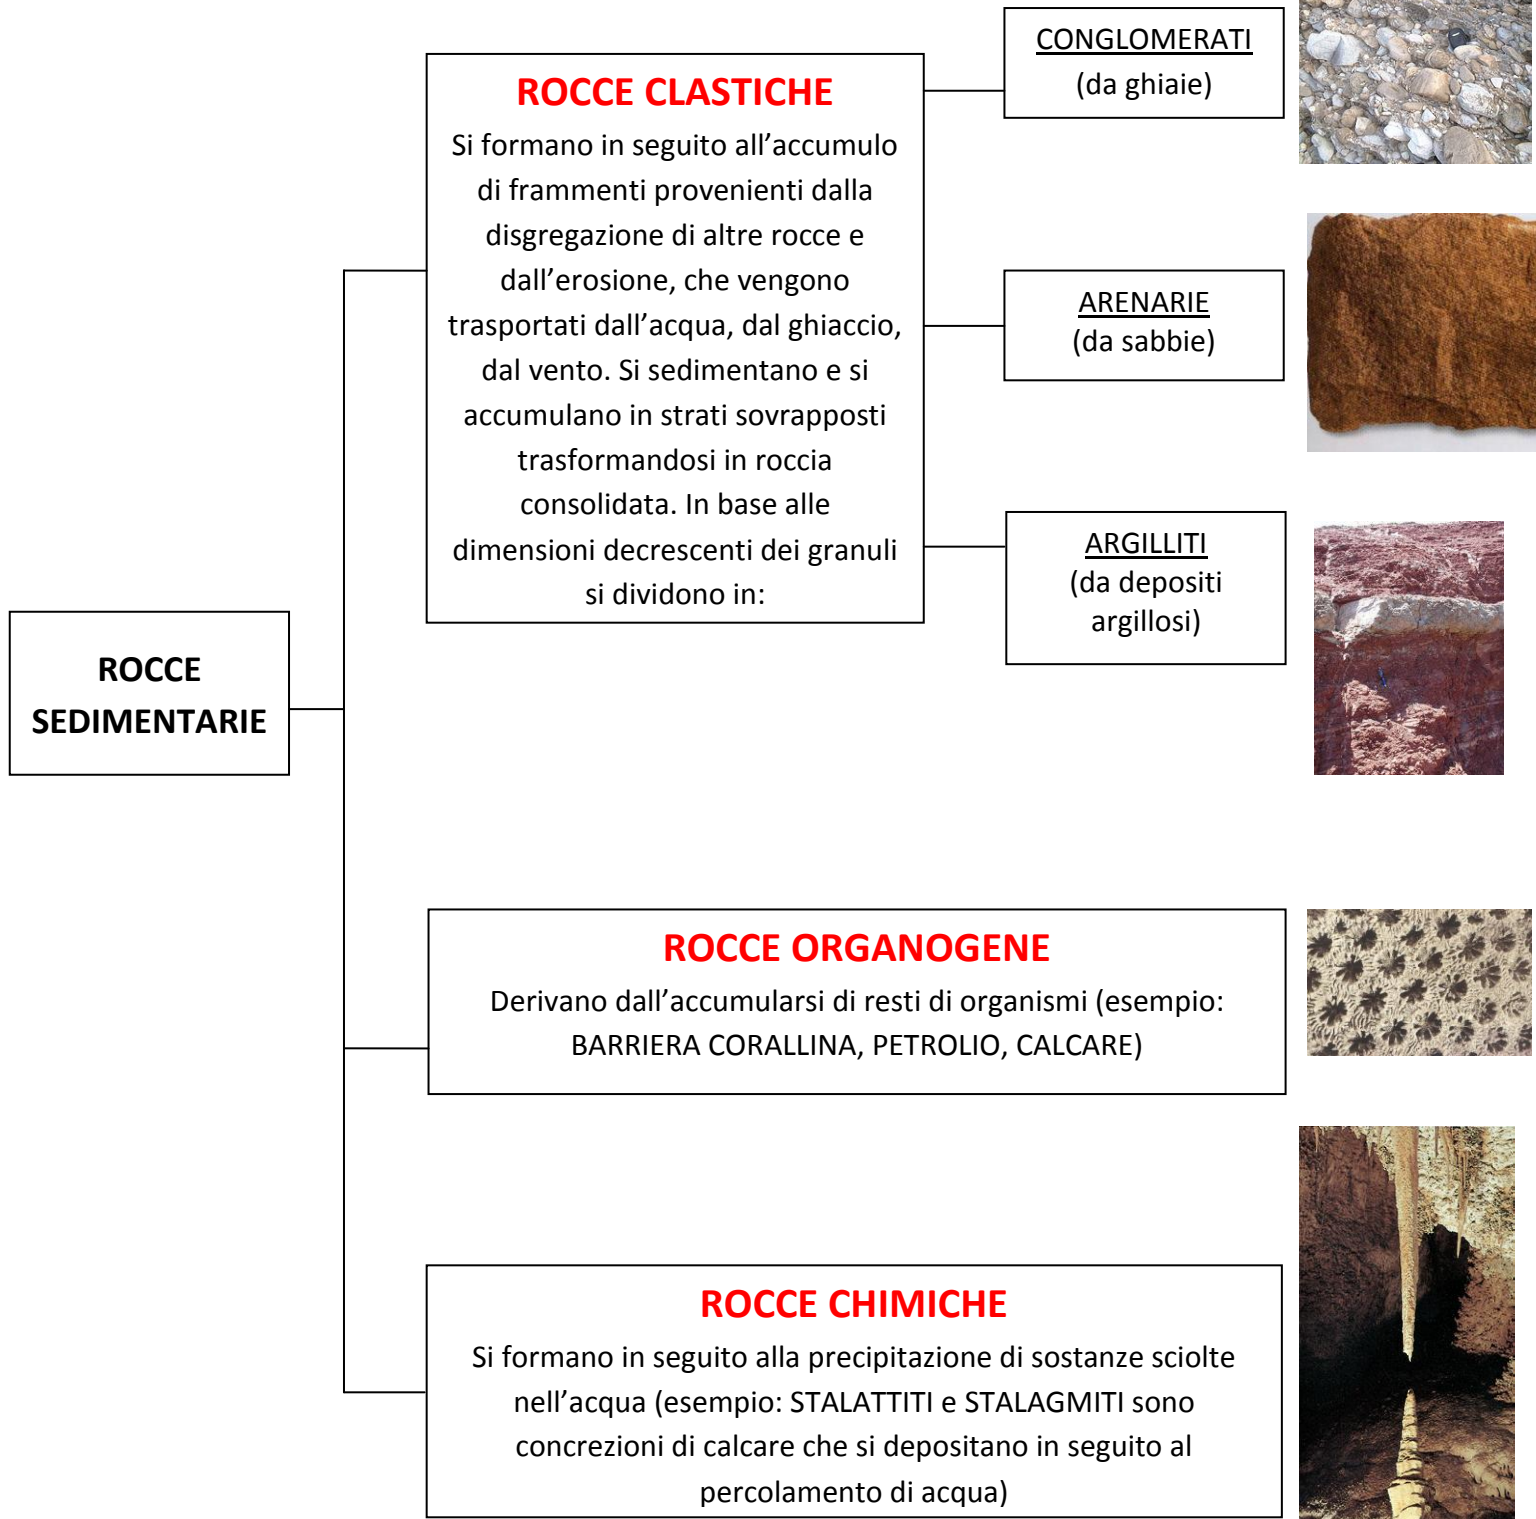 ROCCE
SEDIMENTARIE
ROCCE CLASTICHE
Si formano in seguito all’accumulo
di frammenti provenienti dalla
disgregazione di altre rocce e
dall’erosione, che vengono
trasportati dall’acqua, dal ghiaccio,
dal vento. Si sedimentano e si
accumulano in strati sovrapposti
trasformandosi in roccia
consolidata. In base alle
dimensioni decrescenti dei granuli
si dividono in:
CONGLOMERATI
(da ghiaie)
ARENARIE
(da sabbie)
ARGILLITI
(da depositi
argillosi)
ROCCE ORGANOGENE
Derivano dall’accumularsi di resti di organismi (esempio:
BARRIERA CORALLINA, PETROLIO, CALCARE)
ROCCE CHIMICHE
Si formano in seguito alla precipitazione di sostanze sciolte
nell’acqua (esempio: STALATTITI e STALAGMITI sono
concrezioni di calcare che si depositano in seguito al
percolamento di acqua)